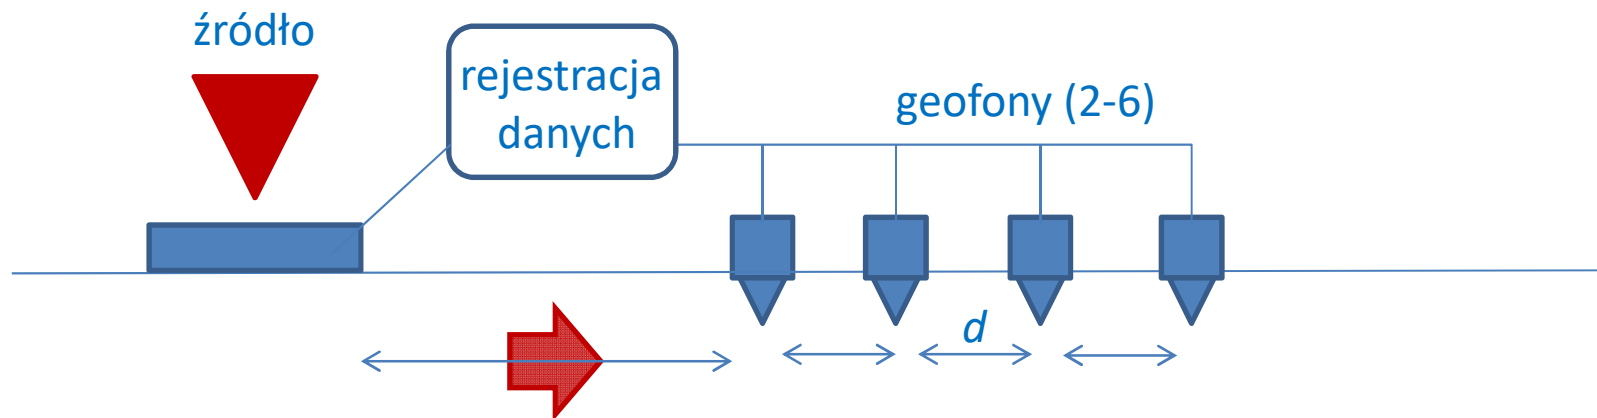 źródło
rejestracja
danych
geofony (2-6)
d